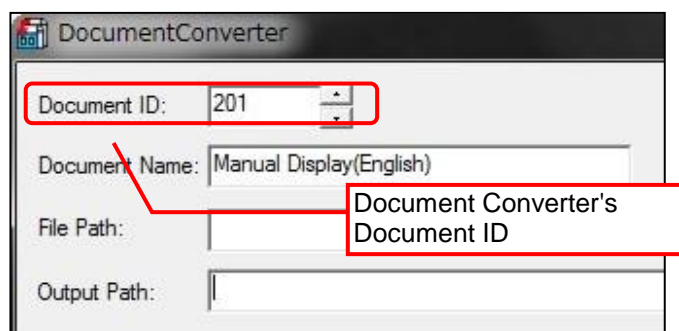 DocumentConverter
Document ID: 201
Document Name: Manual Display(English)
Document Converter's
Document ID
File Path:
Output Path: